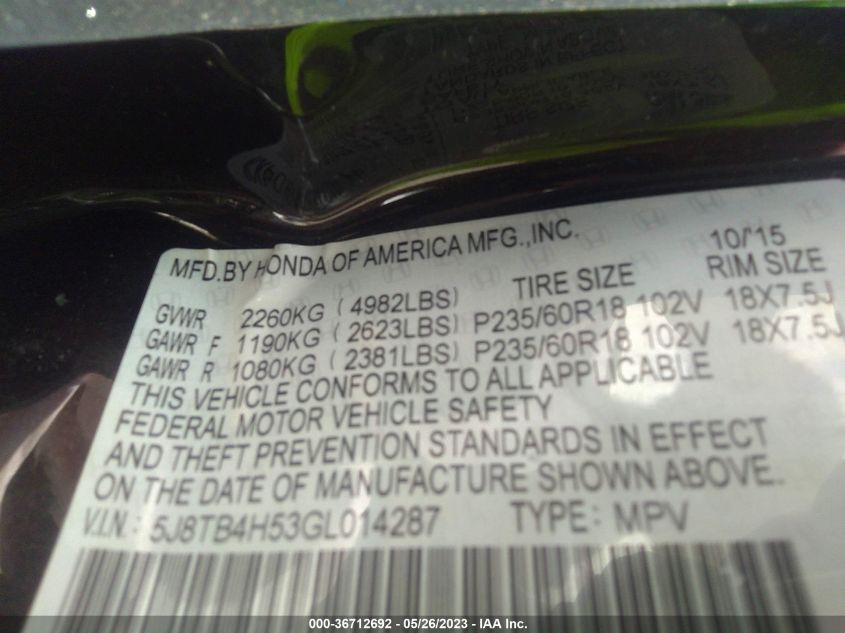 MFD.BY HONDA OF AMERICA MFG.,INC. 10/'15
TIRE SIZE RIM SIZE
GVWR 2260KG (4982LBS)
GAWR F 1190KG (2623LBS) P235/60R18 102V 18X7.5J
GAWR R 1080KG (2381LBS) P235/60R18 102V 18X7.5J
THIS VEHICLE CONFORMS TO ALL APPLICABLE
FEDERAL MOTOR VEHICLE SAFETY
AND THEFT PREVENTION STANDARDS IN EFFECT
ON THE DATE OF MANUFACTURE SHOWN ABOVE.
V.I.N.: 5J8TB4H53GL014287 TYPE: MPV
000-36712692 - 05/26/2023 - IAA Inc.